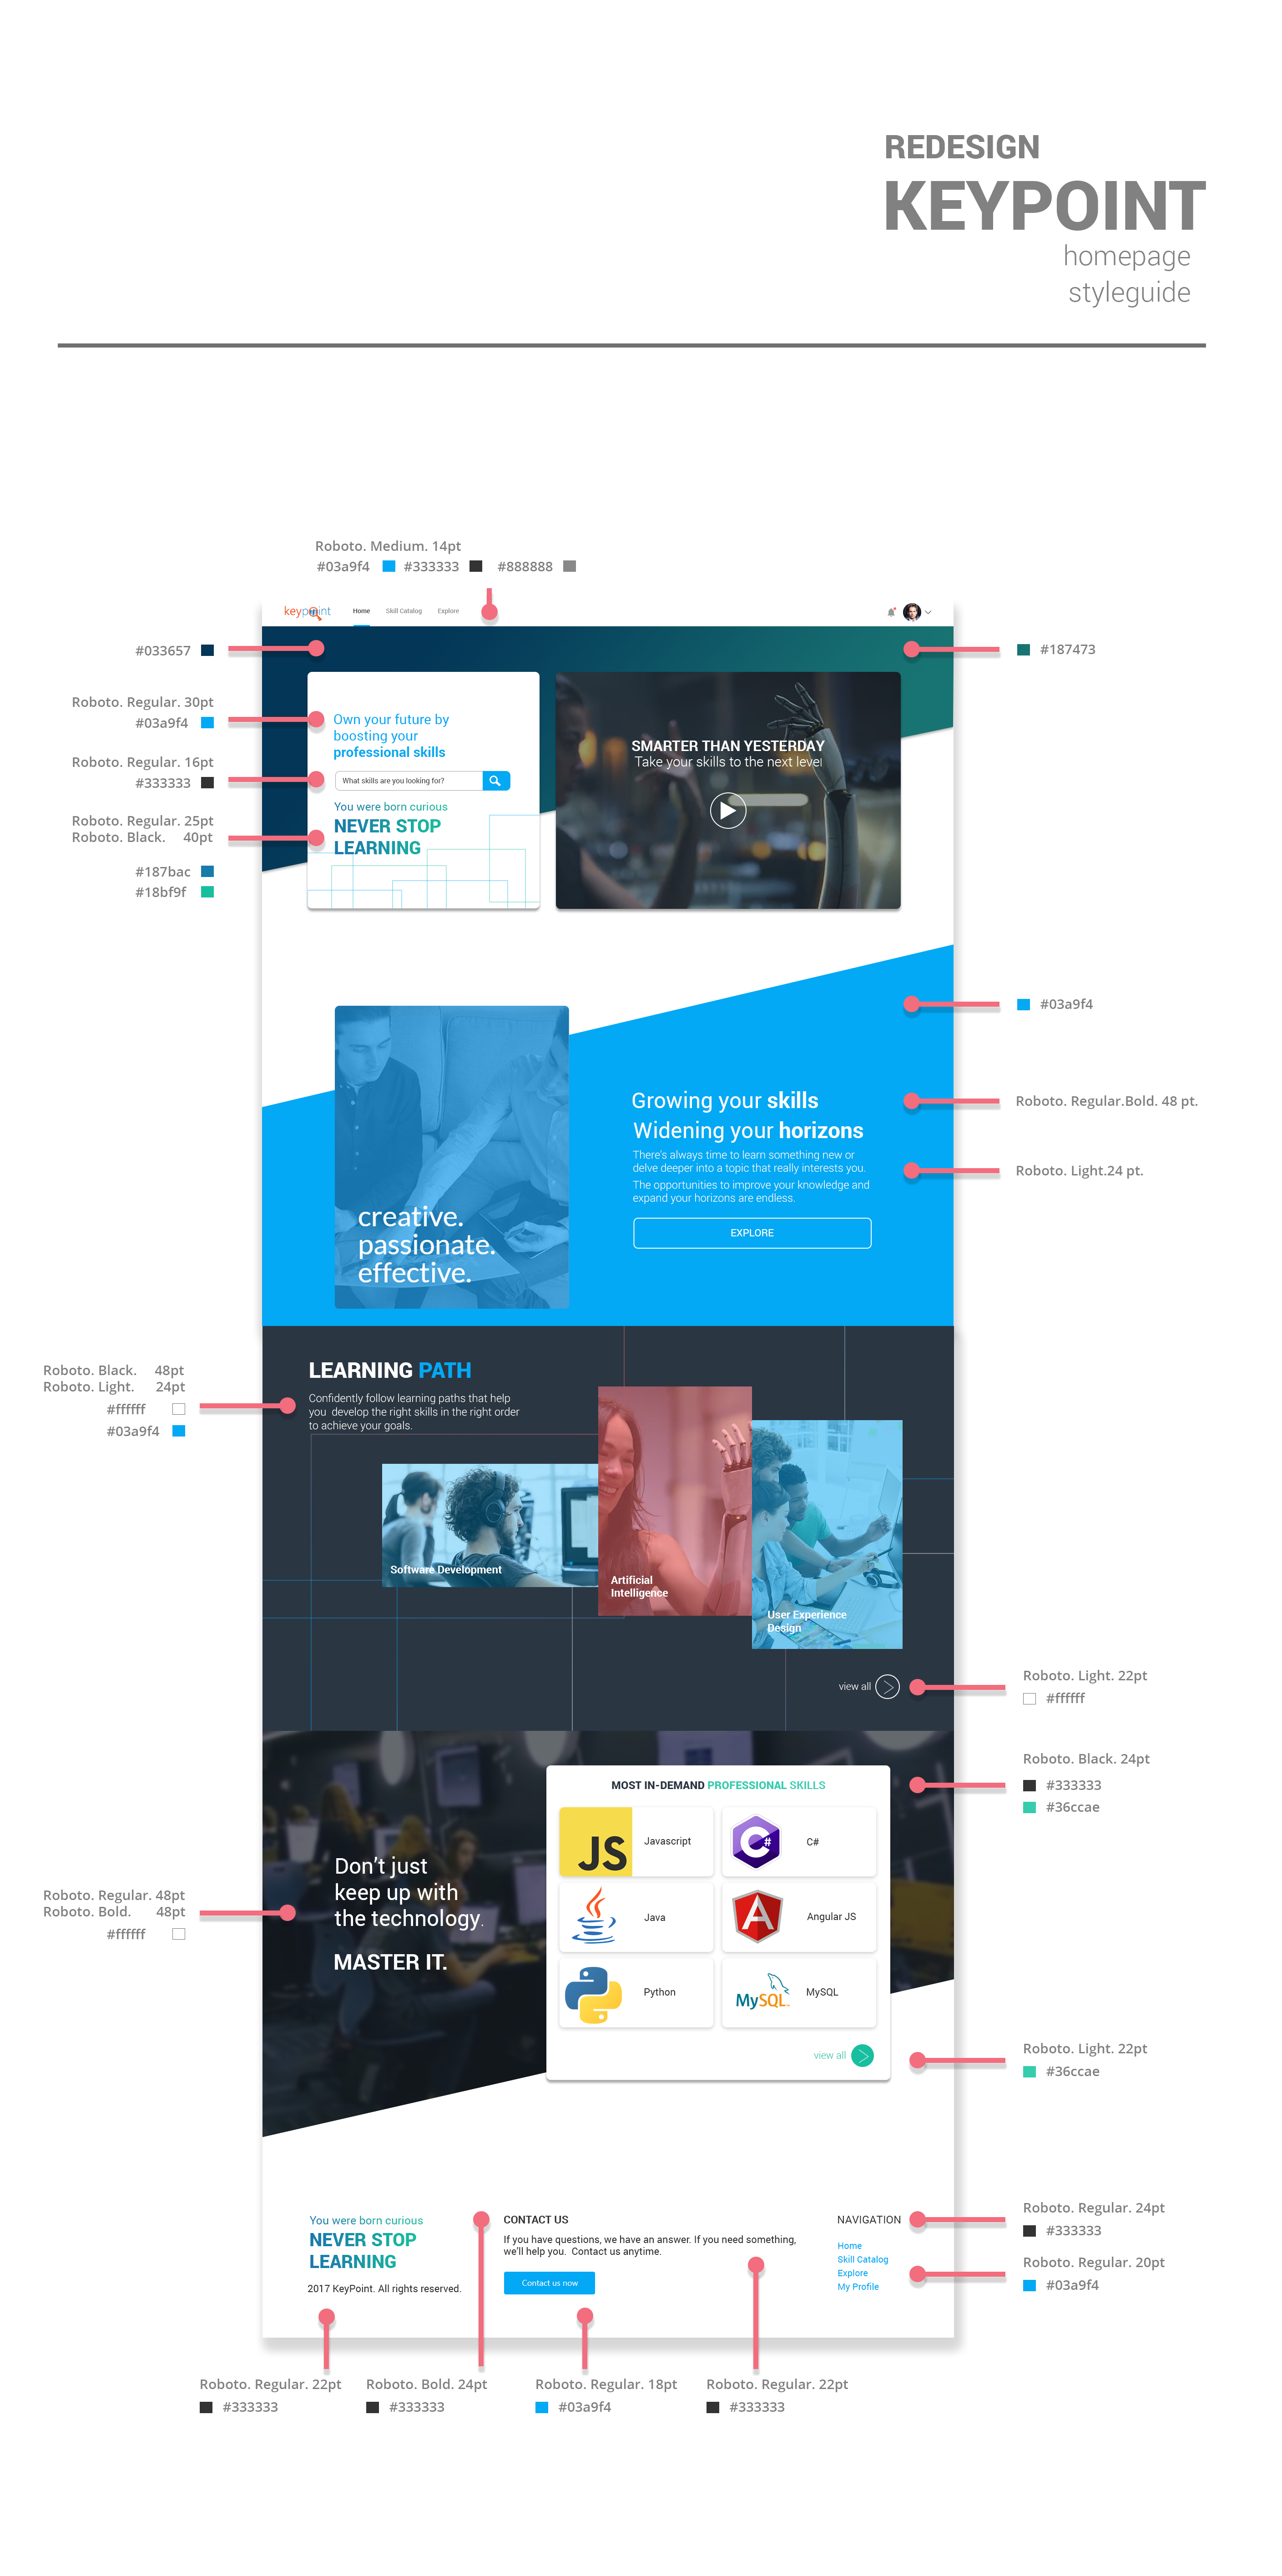 REDESIGN
KEYPOINT
homepage
styleguide
Roboto. Medium. 14pt
#03a9f4 #333333 #888888
keypoint Home Skill Catalog Explore
#033657
#187473
Roboto. Regular. 30pt
#03a9f4
Own your future by
boosting your
professional skills
Roboto. Regular. 16pt
#333333
What skills are you looking for?
Roboto. Regular. 25pt
Roboto. Black. 40pt
#187bac
#18bf9f
You were born curious
NEVER STOP
LEARNING
SMARTER THAN YESTERDAY
Take your skills to the next level
#03a9f4
creative.
passionate.
effective.
Growing your skills
Widening your horizons
There's always time to learn something new or
delve deeper into a topic that really interests you.
The opportunities to improve your knowledge and
expand your horizons are endless.
EXPLORE
Roboto. Regular.Bold. 48 pt.
Roboto. Light.24 pt.
Roboto. Black. 48pt
Roboto. Light. 24pt
#ffffff
#03a9f4
LEARNING PATH
Confidently follow learning paths that help
you develop the right skills in the right order
to achieve your goals.
Software Development
Artificial
Intelligence
User Experience
Design
view all
Roboto. Light. 22pt
#ffffff
Roboto. Black. 24pt
#333333
#36ccae
Roboto. Regular. 48pt
Roboto. Bold. 48pt
#ffffff
Don't just
keep up with
the technology.
MASTER IT.
MOST IN-DEMAND PROFESSIONAL SKILLS
JS Javascript
C# C#
Java
A Angular JS
Python
MySQL MySQL
view all
Roboto. Light. 22pt
#36ccae
You were born curious
NEVER STOP
LEARNING
2017 KeyPoint. All rights reserved.
CONTACT US
If you have questions, we have an answer. If you need something,
we'll help you. Contact us anytime.
Contact us now
NAVIGATION
Home
Skill Catalog
Explore
My Profile
Roboto. Regular. 24pt
#333333
Roboto. Regular. 20pt
#03a9f4
Roboto. Regular. 22pt
#333333
Roboto. Bold. 24pt
#333333
Roboto. Regular. 18pt
#03a9f4
Roboto. Regular. 22pt
#333333